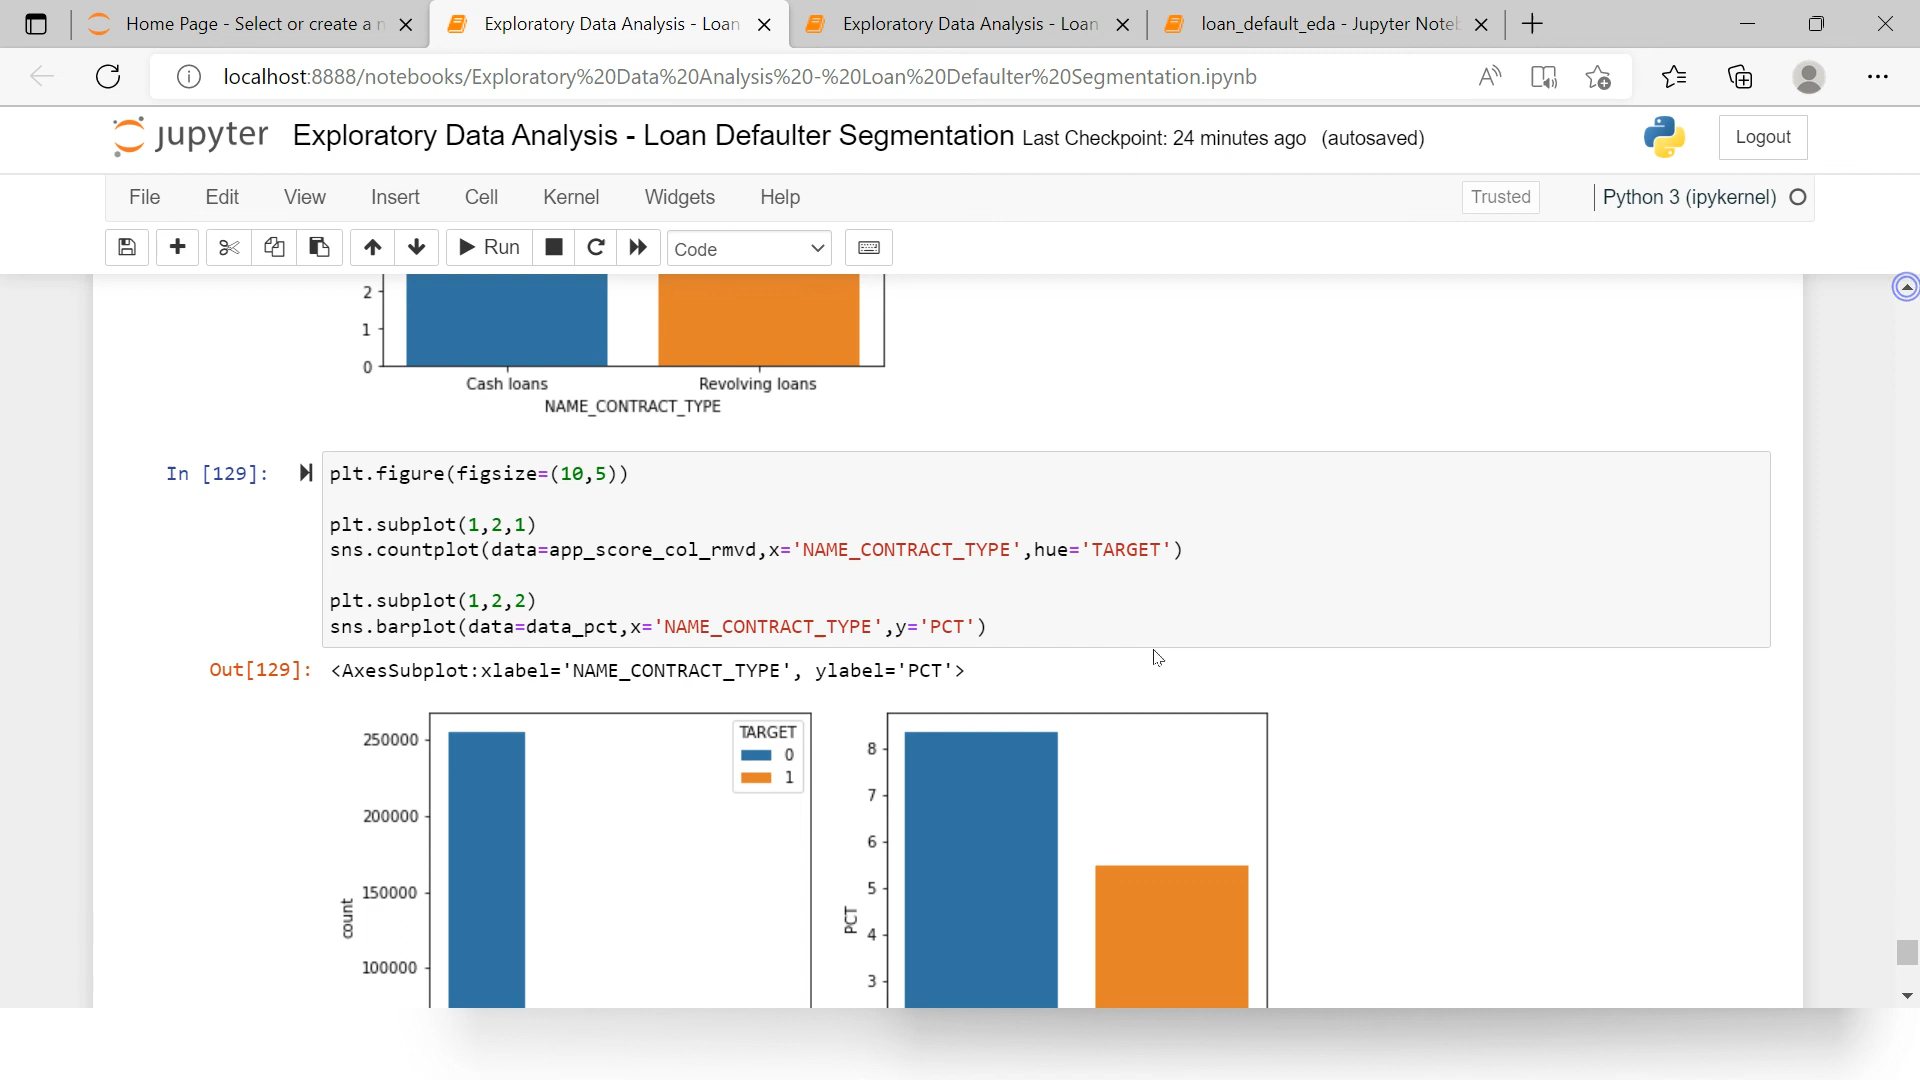 Home Page - Select or create a n
Exploratory Data Analysis - Loan
Exploratory Data Analysis - Loan
loan_default_eda - Jupyter Noteb
localhost:8888/notebooks/Exploratory%20Data%20Analysis%20-%20Loan%20Defaulter%20Segmentation.ipynb
jupyter Exploratory Data Analysis - Loan Defaulter Segmentation Last Checkpoint: 24 minutes ago (autosaved)
Logout
File Edit View Insert Cell Kernel Widgets Help
Trusted
Python 3 (ipykernel)
Run
Code
2
1
0
Cash loans Revolving loans
NAME_CONTRACT_TYPE
In [129]: plt.figure(figsize=(10,5))
plt.subplot(1,2,1)
sns.countplot(data=app_score_col_rmvd,x='NAME_CONTRACT_TYPE',hue='TARGET')
plt.subplot(1,2,2)
sns.barplot(data=data_pct,x='NAME_CONTRACT_TYPE',y='PCT')
Out[129]: <AxesSubplot:xlabel='NAME_CONTRACT_TYPE', ylabel='PCT'>
250000
200000
150000
100000
count
TARGET
0
1
8
7
6
5
4
3
PCT